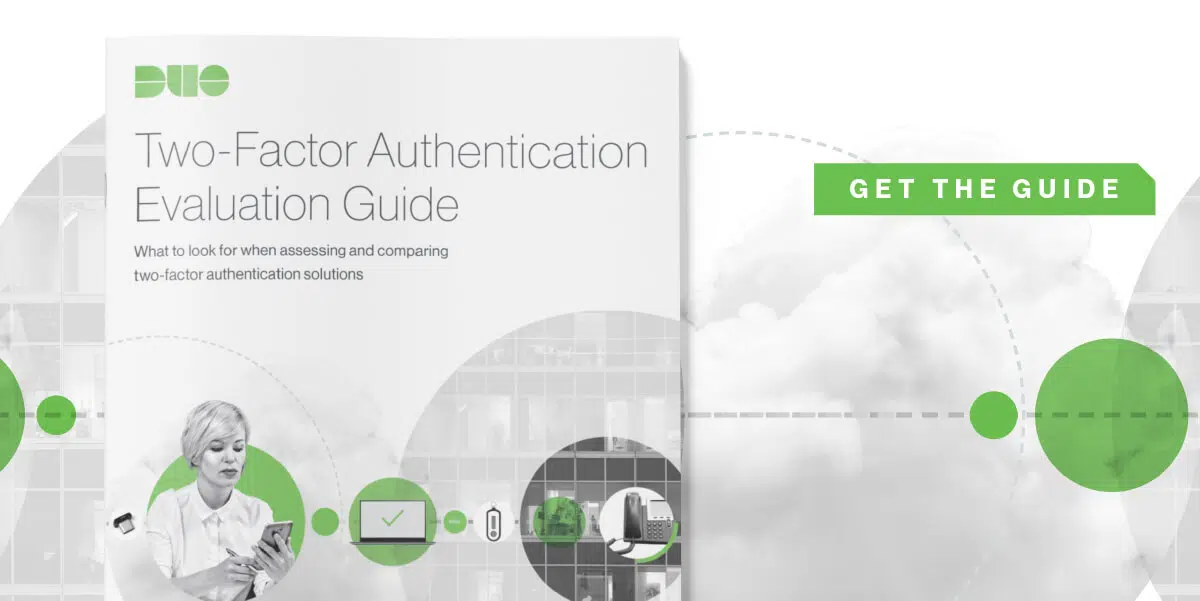 DUO
Two-Factor Authentication
Evaluation Guide
What to look for when assessing and comparing
two-factor authentication solutions
GET THE GUIDE